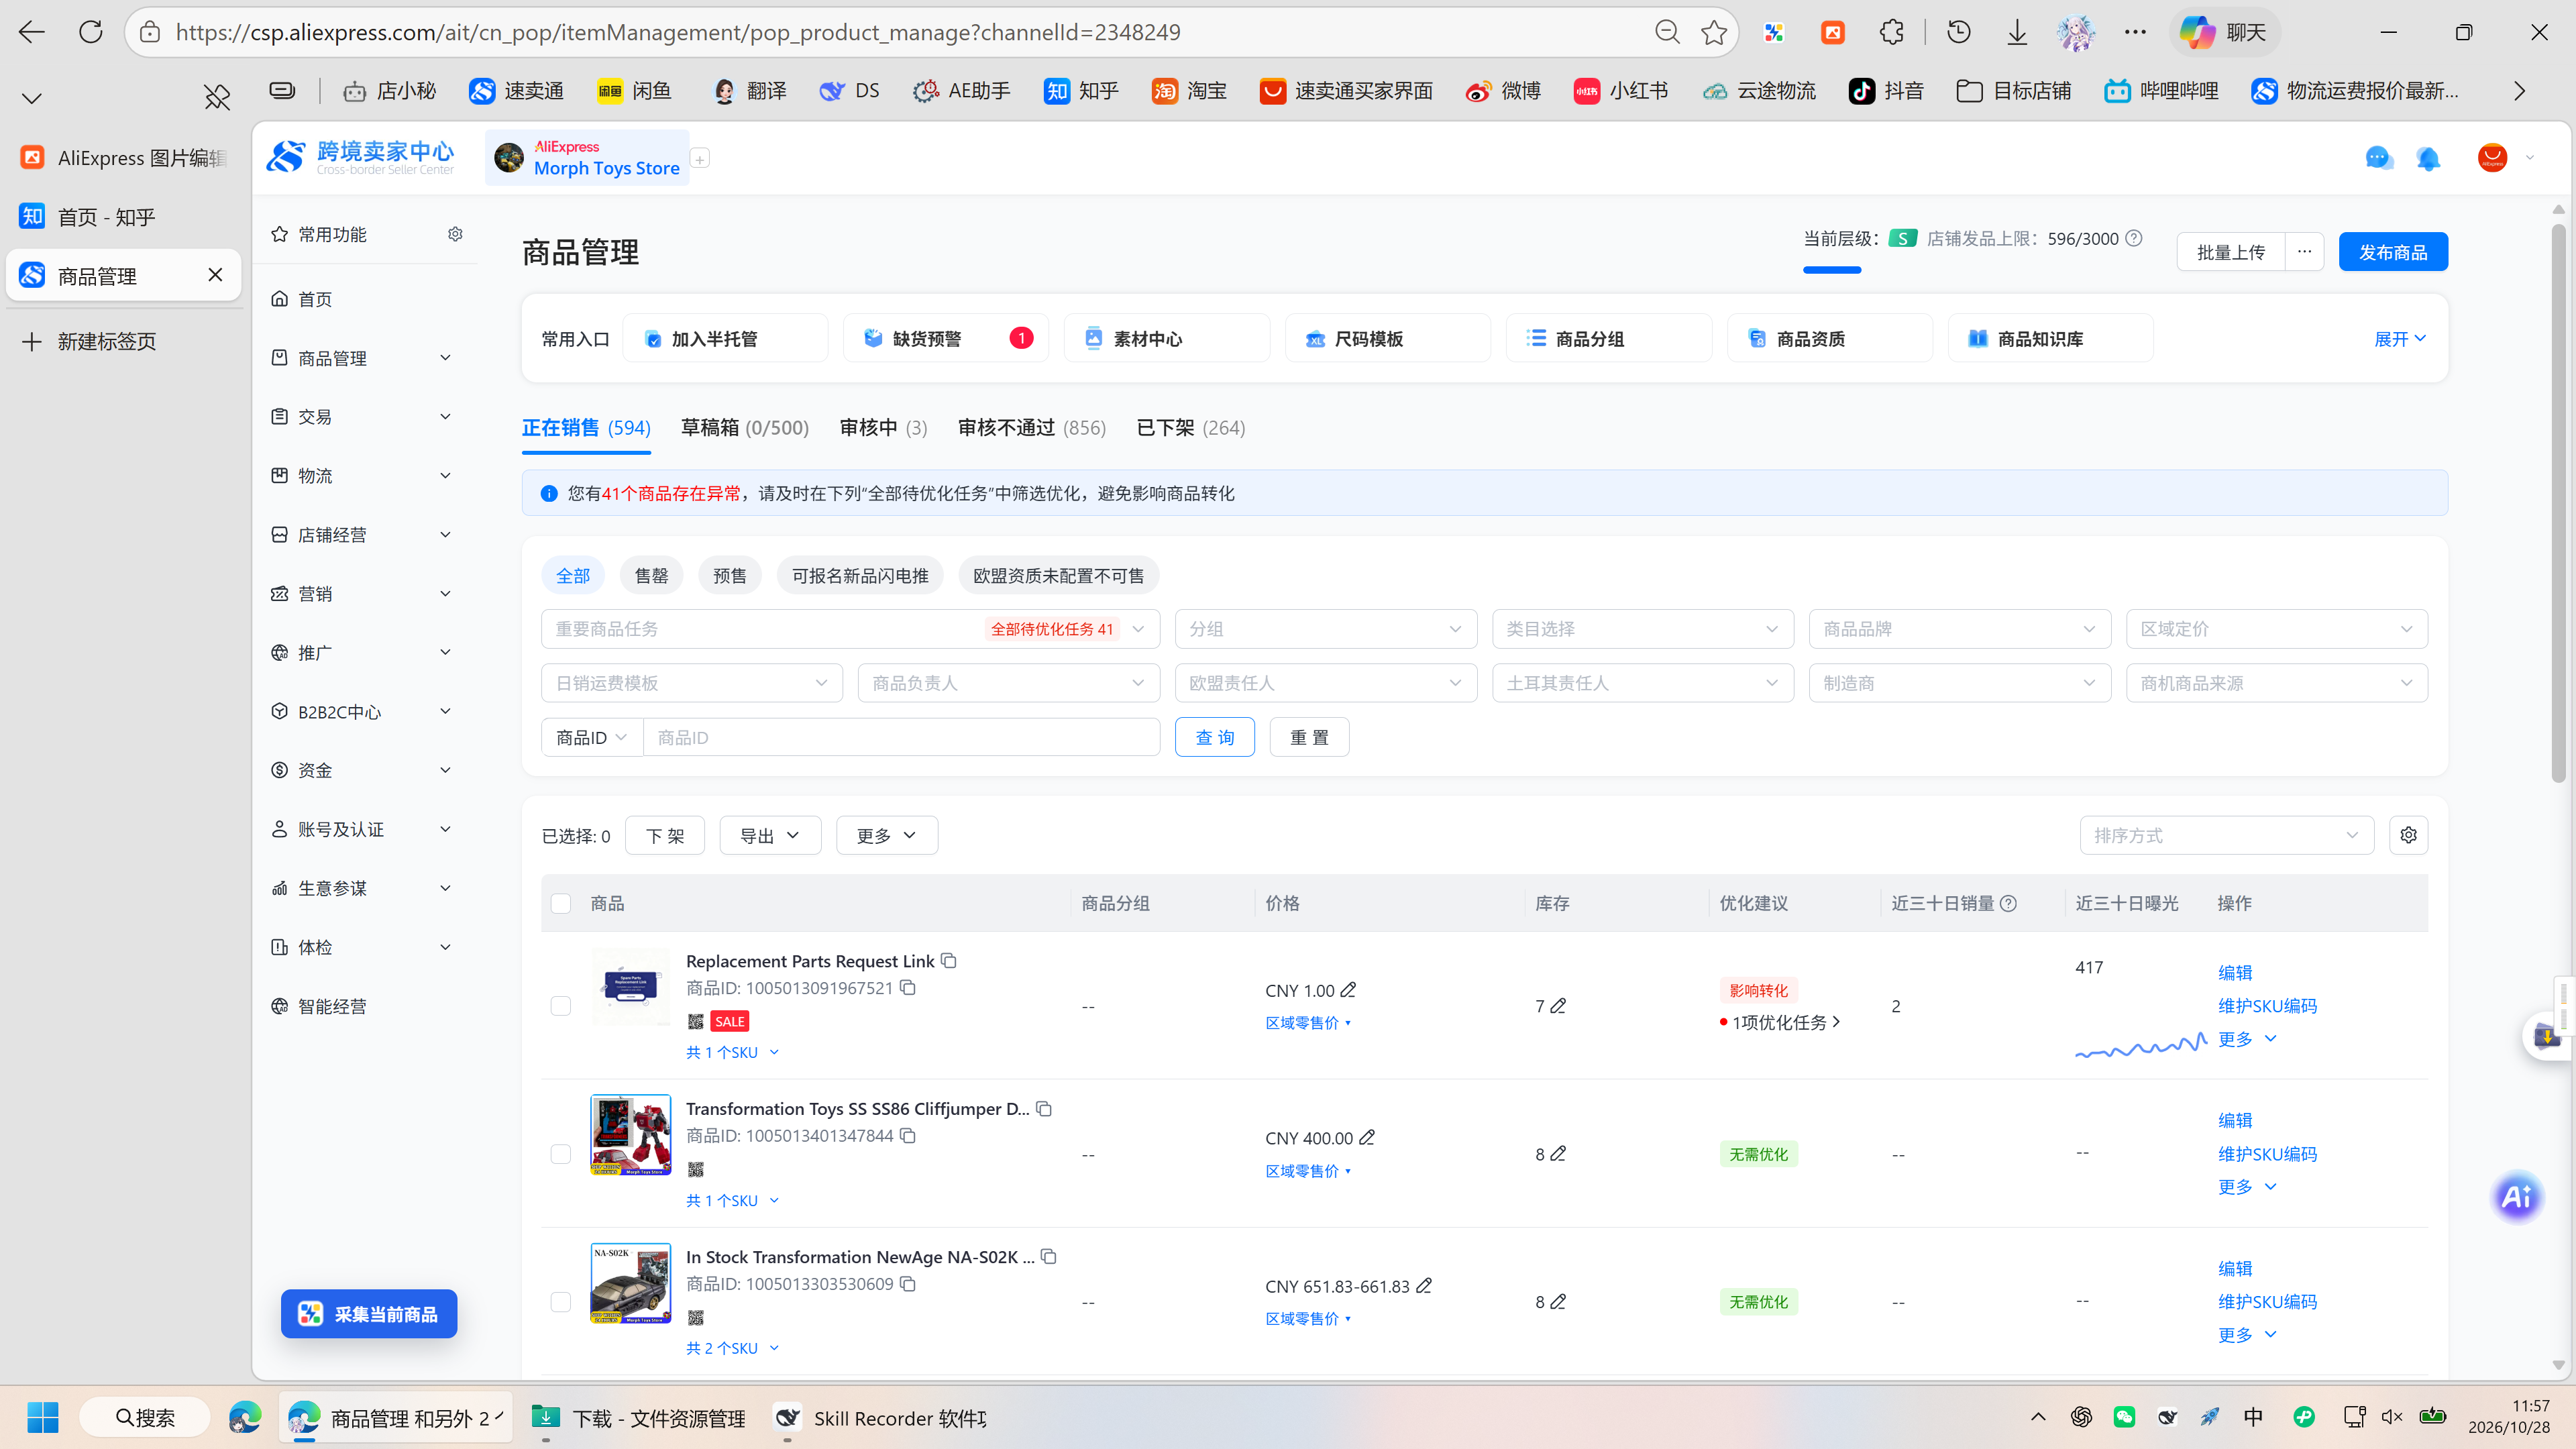 https://csp.aliexpress.com/ait/cn_pop/itemManagement/pop_product_manage?channelId=2348249
聊天
店小秘
速卖通
闲鱼
翻译
DS
AE助手
知乎
淘宝
速卖通买家界面
微博
小红书
云途物流
抖音
目标店铺
哔哩哔哩
物流运费报价最新...
AliExpress 图片编辑
首页 - 知乎
商品管理
新建标签页
跨境卖家中心
Cross-border Seller Center
AliExpress
Morph Toys Store
常用功能
首页
商品管理
交易
物流
店铺经营
营销
推广
B2B2C中心
资金
账号及认证
生意参谋
体检
智能经营
采集当前商品
商品管理
当前层级： S 店铺发品上限： 596/3000
批量上传
···
发布商品
常用入口
加入半托管
缺货预警 1
素材中心
尺码模板
商品分组
商品资质
商品知识库
展开
正在销售 (594)
草稿箱 (0/500)
审核中 (3)
审核不通过 (856)
已下架 (264)
您有41个商品存在异常，请及时在下列“全部待优化任务”中筛选优化，避免影响商品转化
全部
售罄
预售
可报名新品闪电推
欧盟资质未配置不可售
重要商品任务 全部待优化任务 41
分组
类目选择
商品品牌
区域定价
日销运费模板
商品负责人
欧盟责任人
土耳其责任人
制造商
商机商品来源
商品ID
商品ID
查 询
重 置
已选择: 0
下 架
导出
更多
排序方式
商品
商品分组
价格
库存
优化建议
近三十日销量
近三十日曝光
操作
Replacement Parts Request Link
商品ID: 1005013091967521
SALE
共 1 个SKU
--
CNY 1.00
区域零售价
7
影响转化
1项优化任务
2
417
编辑
维护SKU编码
更多
Transformation Toys SS SS86 Cliffjumper D...
商品ID: 1005013401347844
共 1 个SKU
--
CNY 400.00
区域零售价
8
无需优化
--
--
编辑
维护SKU编码
更多
NA-S02K
In Stock Transformation NewAge NA-S02K ...
商品ID: 1005013303530609
共 2 个SKU
--
CNY 651.83-661.83
区域零售价
8
无需优化
--
--
编辑
维护SKU编码
更多
Ai
搜索
商品管理 和另外 2
下载 - 文件资源管理
Skill Recorder 软件
中
11:57
2026/10/28